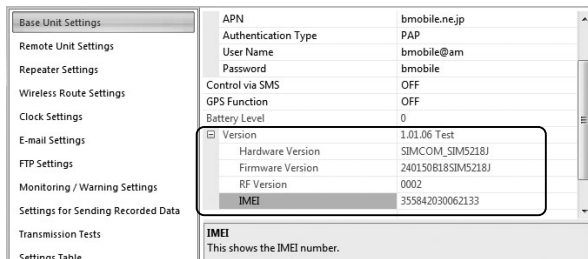 Base Unit Settings
Remote Unit Settings
Repeater Settings
Wireless Route Settings
Clock Settings
E-mail Settings
FTP Settings
Monitoring / Warning Settings
Settings for Sending Recorded Data
Transmission Tests
Settings Table
APN bmobile.ne.jp
Authentication Type PAP
User Name bmobile@am
Password bmobile
Control via SMS OFF
GPS Function OFF
Battery Level 0
Version 1.01.06 Test
Hardware Version SIMCOM_SIM5218J
Firmware Version 240150B18SIM5218J
RF Version 0002
IMEI 355842030062133
IMEI
This shows the IMEI number.